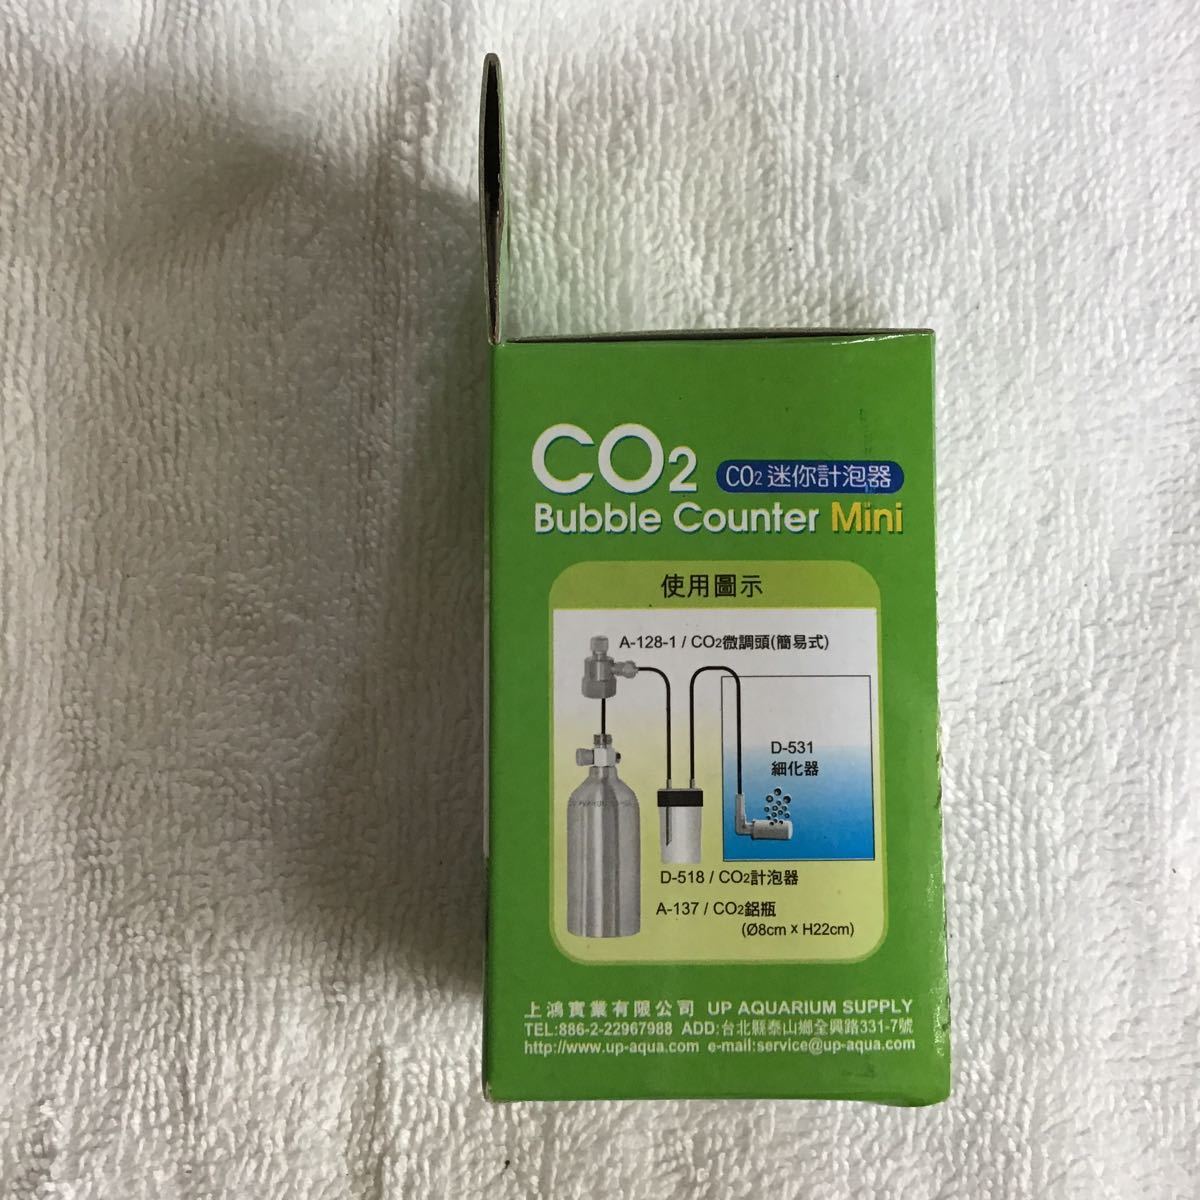 CO2 CO2 迷你計泡器
Bubble Counter Mini
使用圖示
A-128-1 / CO2微調頭(簡易式)
D-531
細化器
D-518 / CO2計泡器
A-137 / CO2鋁瓶
(Ø8cm x H22cm)
上鴻實業有限公司 UP AQUARIUM SUPPLY
TEL:886-2-22967988 ADD:台北縣泰山鄉全興路331-7號
http://www.up-aqua.com e-mail:service@up-aqua.com